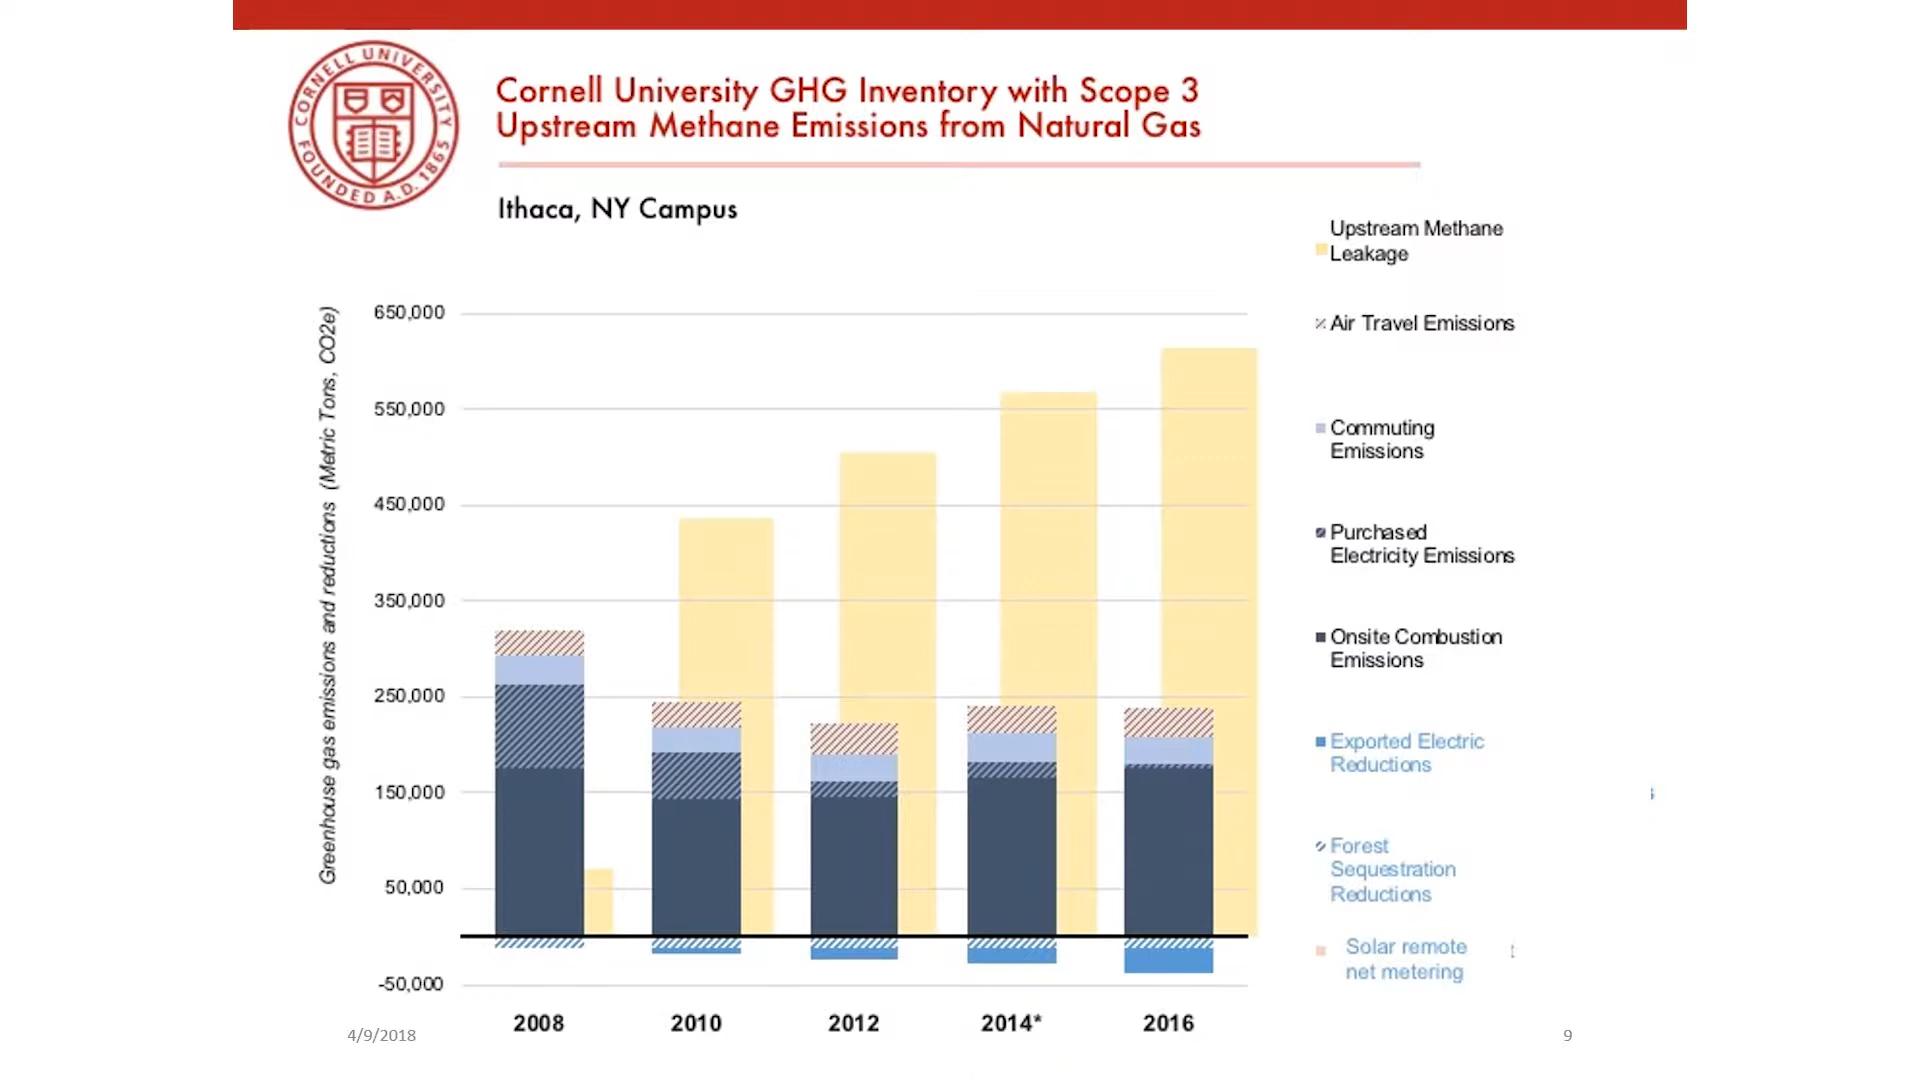 CORNELL UNIVERSITY
FOUNDED A.D. 1865
Cornell University GHG Inventory with Scope 3
Upstream Methane Emissions from Natural Gas
Ithaca, NY Campus
Greenhouse gas emissions and reductions (Metric Tons, CO2e)
650,000
550,000
450,000
350,000
250,000
150,000
50,000
-50,000
2008
2010
2012
2014*
2016
Upstream Methane
Leakage
Air Travel Emissions
Commuting
Emissions
Purchased
Electricity Emissions
Onsite Combustion
Emissions
Exported Electric
Reductions
Forest
Sequestration
Reductions
Solar remote
net metering
4/9/2018
9